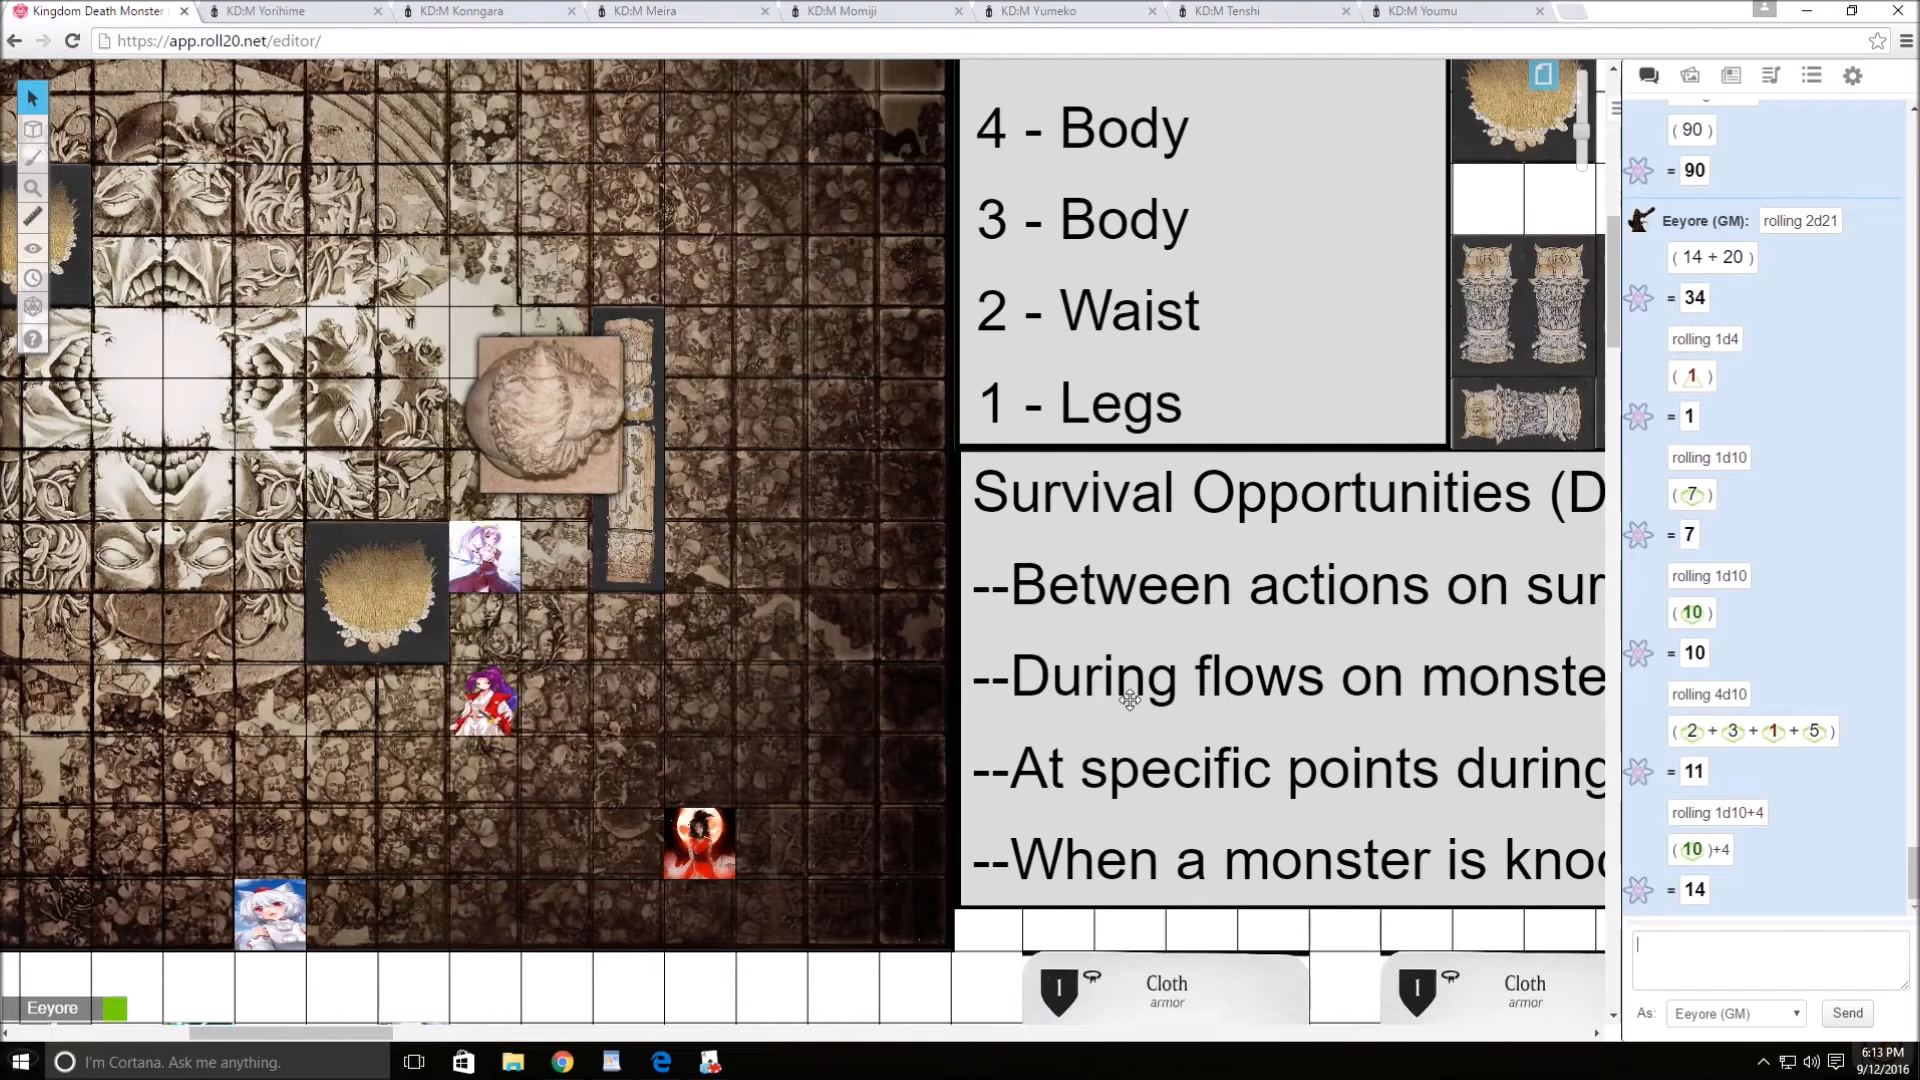 Kingdom Death Monster
KD:M Yorihime
KD:M Konngara
KD:M Meira
KD:M Momiji
KD:M Yumeko
KD:M Tenshi
KD:M Youmu
https://app.roll20.net/editor/
4 - Body
3 - Body
2 - Waist
1 - Legs
Survival Opportunities (D
--Between actions on sur
--During flows on monste
--At specific points during
--When a monster is knoc
1
Cloth
armor
1
Cloth
armor
Eeyore
( 90 )
= 90
Eeyore (GM): rolling 2d21
( 14 + 20 )
= 34
rolling 1d4
( 1 )
= 1
rolling 1d10
( 7 )
= 7
rolling 1d10
( 10 )
= 10
rolling 4d10
( 2 + 3 + 1 + 5 )
= 11
rolling 1d10+4
( 10 )+4
= 14
As: Eeyore (GM) Send
I'm Cortana. Ask me anything.
6:13 PM
9/12/2016